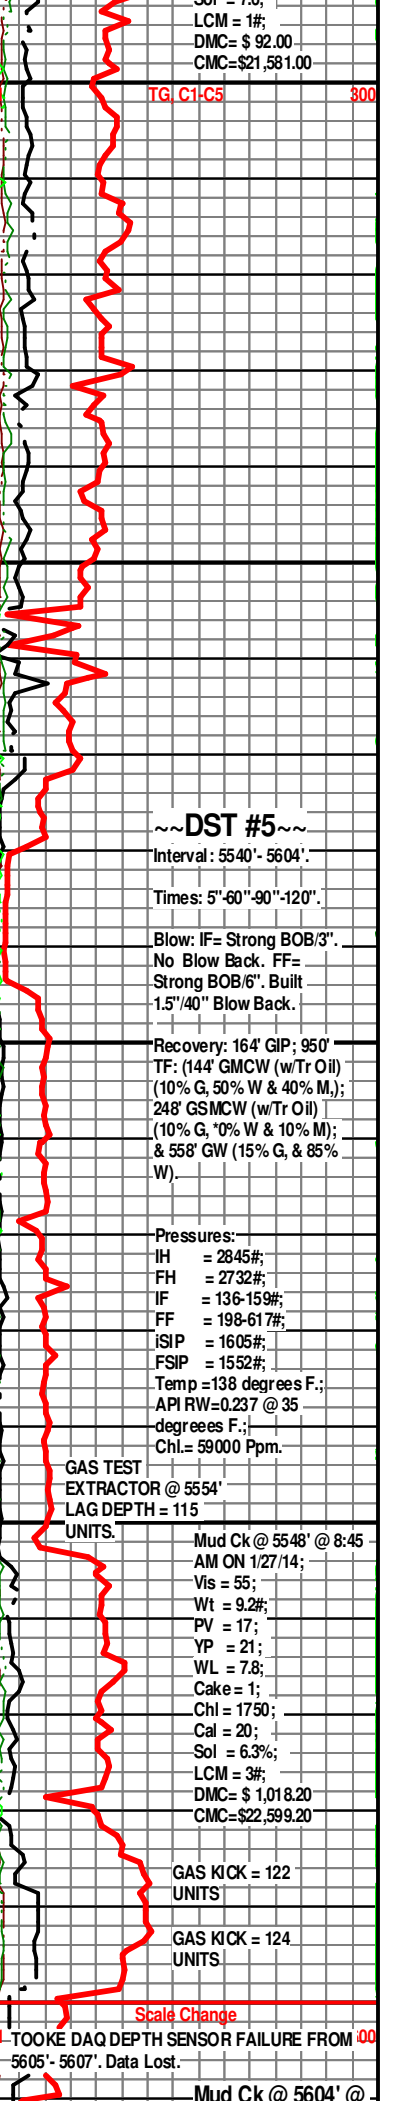 LCM = 1#;
DMC= $ 92.00
CMC=$21,581.00
TG, C1-C5 300
~~DST #5~~
Interval: 5540'- 5604'.
Times: 5"-60"-90"-120".
Blow: IF= Strong BOB/3".
No Blow Back. FF=
Strong BOB/6". Built
1.5"/40" Blow Back.
Recovery: 164' GIP; 950'
TF: (144' GMCW (w/Tr Oil)
(10% G, 50% W & 40% M,);
248' GSMCW (w/Tr Oil)
(10% G, *0% W & 10% M);
& 558' GW (15% G, & 85%
W).
Pressures:
IH = 2845#;
FH = 2732#;
IF = 136-159#;
FF = 198-617#;
iSIP = 1605#;
FSIP = 1552#;
Temp =138 degrees F.;
API RW=0.237 @ 35
degreees F.;
Chl.= 59000 Ppm.
GAS TEST
EXTRACTOR @ 5554'
LAG DEPTH = 115
UNITS.
Mud Ck @ 5548' @ 8:45
AM ON 1/27/14;
Vis = 55;
Wt = 9.2#;
PV = 17;
YP = 21;
WL = 7.8;
Cake = 1;
Chl = 1750;
Cal = 20;
Sol = 6.3%;
LCM = 3#;
DMC= $ 1,018.20
CMC=$22,599.20
GAS KICK = 122
UNITS
GAS KICK = 124
UNITS
Scale Change
TOOKE DAQ DEPTH SENSOR FAILURE FROM
5605'- 5607'. Data Lost.
Mud Ck @ 5604' @